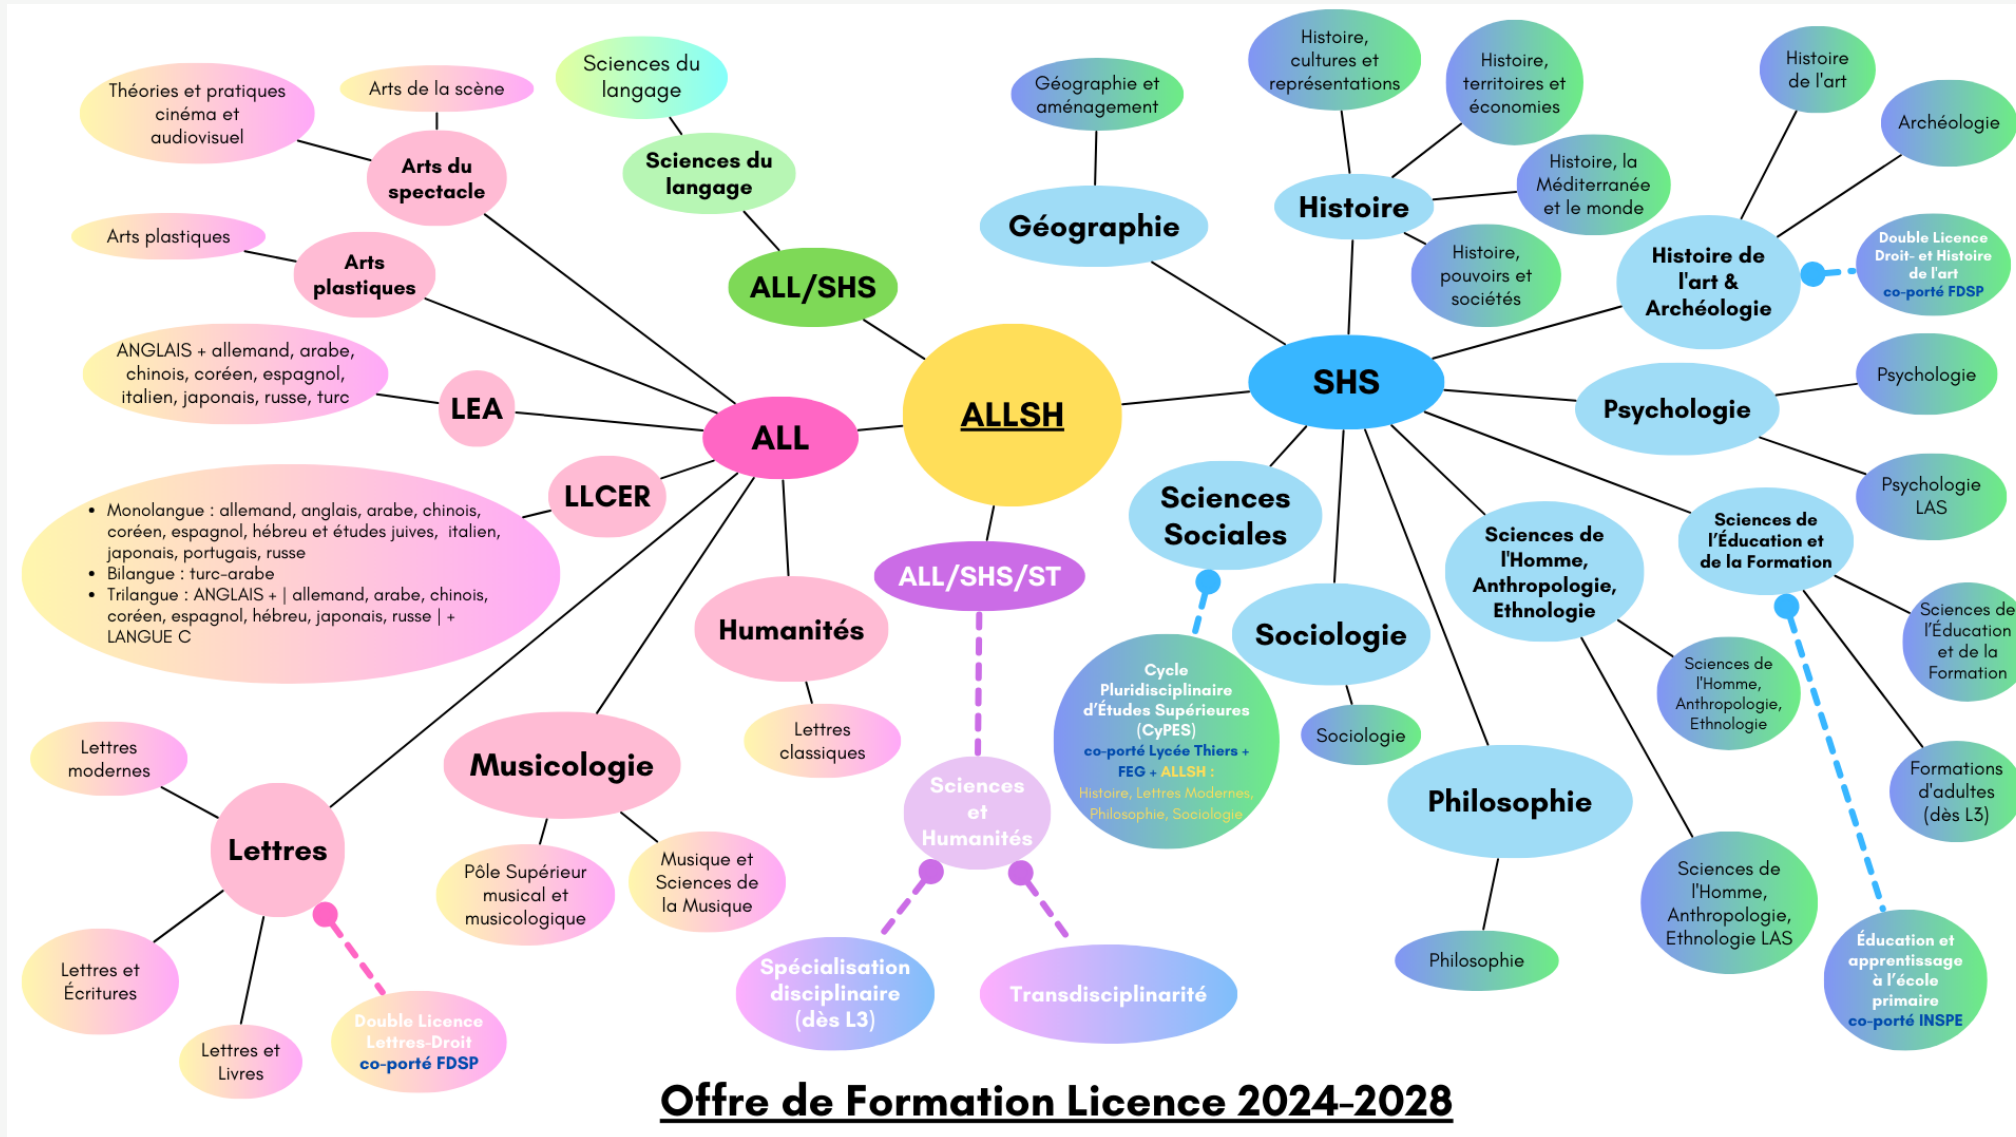 Théories et pratiques
cinéma et
audiovisuel
Arts de la scène
Arts du
spectacle
Arts plastiques
Arts
plastiques
ANGLAIS + allemand, arabe,
chinois, coréen, espagnol,
italien, japonais, russe, turc
LEA
• Monolangue : allemand, anglais, arabe, chinois,
coréen, espagnol, hébreu et études juives, italien,
japonais, portugais, russe
• Bilangue : turc-arabe
• Trilangue : ANGLAIS + | allemand, arabe, chinois,
coréen, espagnol, hébreu, japonais, russe | +
LANGUE C
LLCER
Sciences du
langage
Sciences du
langage
ALL/SHS
ALL
ALLSH
Lettres
modernes
Lettres
Lettres et
Écritures
Lettres et
Livres
Double Licence
Lettres-Droit
co-porté FDSP
Musicologie
Pôle Supérieur
musical et
musicologique
Musique et
Sciences de
la Musique
Humanités
Lettres
classiques
ALL/SHS/ST
Sciences
et
Humanités
Spécialisation
disciplinaire
(dès L3)
Transdisciplinarité
SHS
Géographie et
aménagement
Géographie
Histoire,
cultures et
représentations
Histoire,
territoires et
économies
Histoire, la
Méditerranée
et le monde
Histoire,
pouvoirs et
sociétés
Histoire
Histoire
de l'art
Archéologie
Double Licence
Droit- et Histoire
de l'art
co-porté FDSP
Histoire de
l'art &
Archéologie
Psychologie
Psychologie
Psychologie
LAS
Sciences
Sociales
Cycle
Pluridisciplinaire
d’Études Supérieures
(CyPES)
co-porté Lycée Thiers +
FEG + ALLSH :
Histoire, Lettres Modernes,
Philosophie, Sociologie
Sociologie
Sociologie
Philosophie
Philosophie
Sciences de
l'Homme,
Anthropologie,
Ethnologie
Sciences de
l'Homme,
Anthropologie,
Ethnologie
Sciences de
l'Homme,
Anthropologie,
Ethnologie LAS
Sciences de
l’Éducation et
de la Formation
Sciences de
l’Éducation
et de la
Formation
Formations
d'adultes
(dès L3)
Éducation et
apprentissage
à l’école
primaire
co-porté INSPE
Offre de Formation Licence 2024-2028